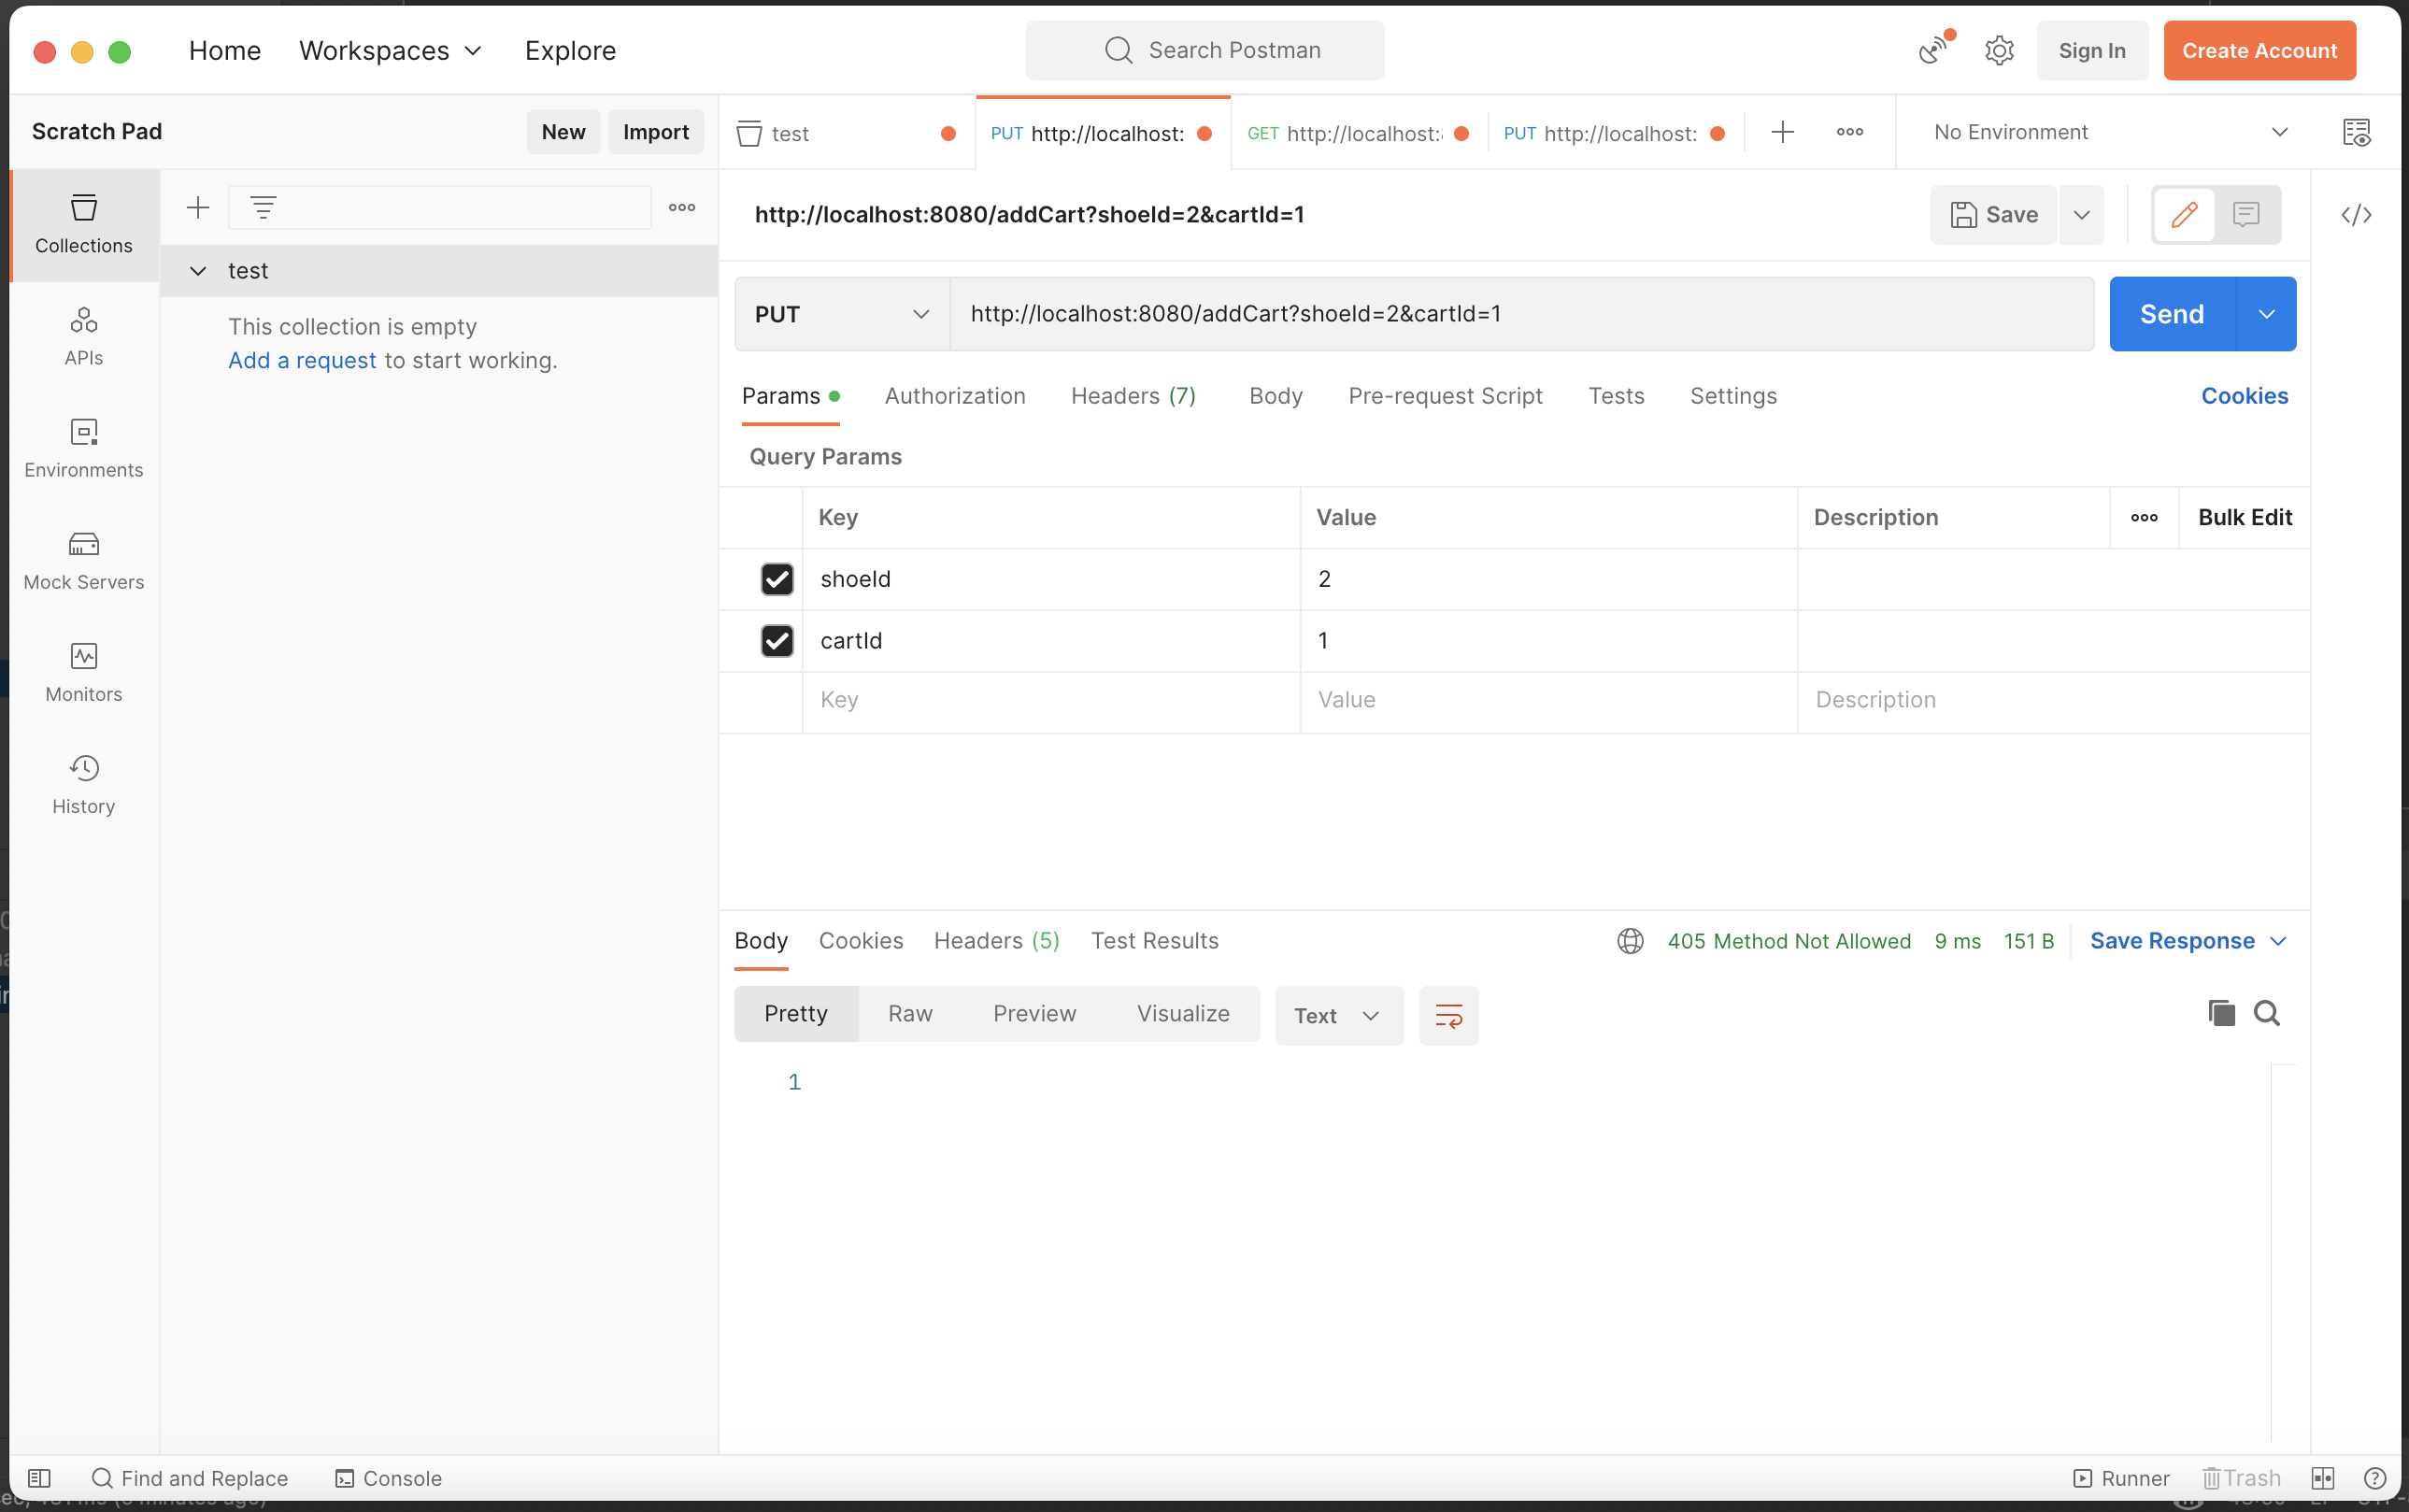 Home Workspaces Explore Search Postman Sign In Create Account
Scratch Pad New Import
test PUT http://localhost: GET http://localhost: PUT http://localhost: No Environment
Collections
APIs
Environments
Mock Servers
Monitors
History
test
This collection is empty
Add a request to start working.
http://localhost:8080/addCart?shoeId=2&cartId=1 Save
PUT http://localhost:8080/addCart?shoeId=2&cartId=1 Send
Params Authorization Headers (7) Body Pre-request Script Tests Settings Cookies
Query Params
Key Value Description Bulk Edit
shoeId 2
cartId 1
Key Value Description
Body Cookies Headers (5) Test Results 405 Method Not Allowed 9 ms 151 B Save Response
Pretty Raw Preview Visualize Text
1
Find and Replace Console Runner Trash